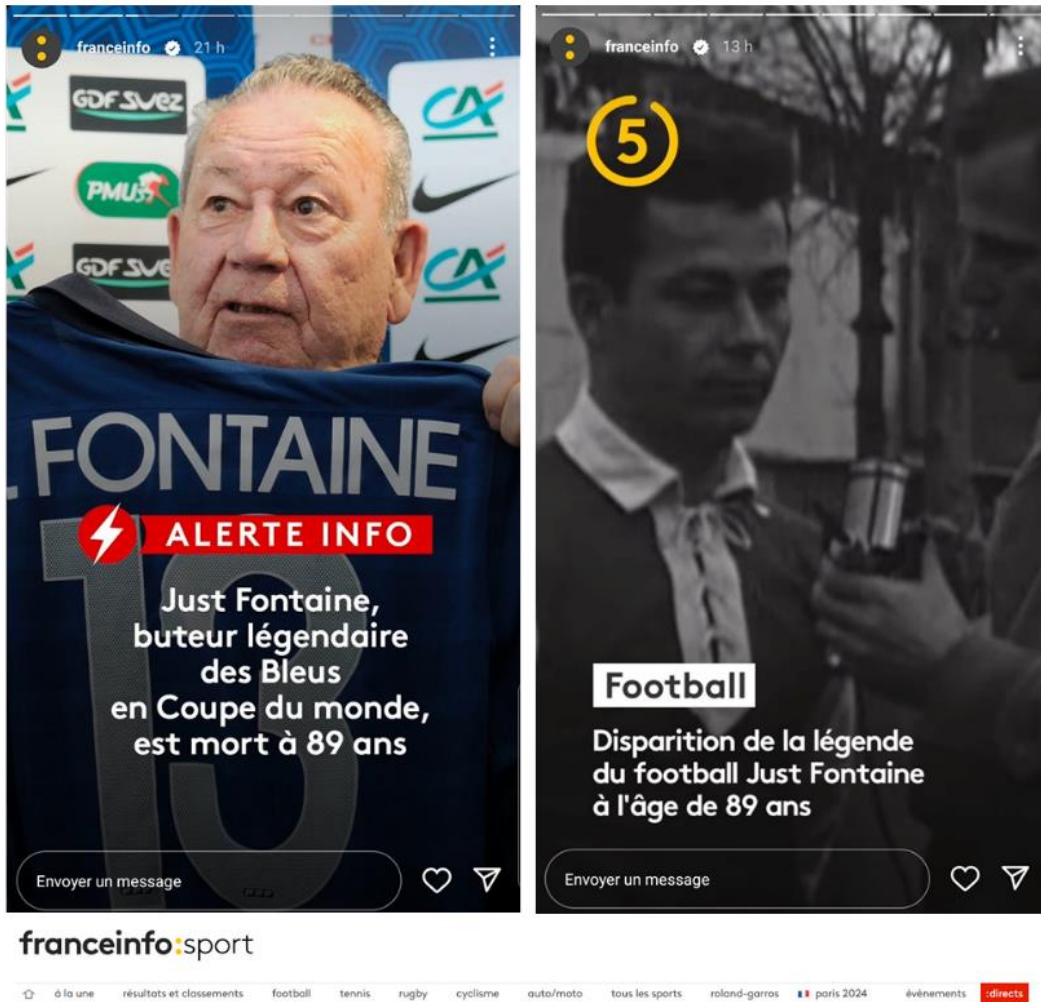 franceinfo 21 h
GDF SUEZ
CA
PMU
GDF SUE
CA
FONTAINE
13
ALERTE INFO
Just Fontaine,
buteur légendaire
des Bleus
en Coupe du monde,
est mort à 89 ans
Envoyer un message
franceinfo 13 h
5
Football
Disparition de la légende
du football Just Fontaine
à l'âge de 89 ans
Envoyer un message
franceinfo:sport
à la une résultats et classements football tennis rugby cyclisme auto/moto tous les sports roland-garros paris 2024 événements :directs